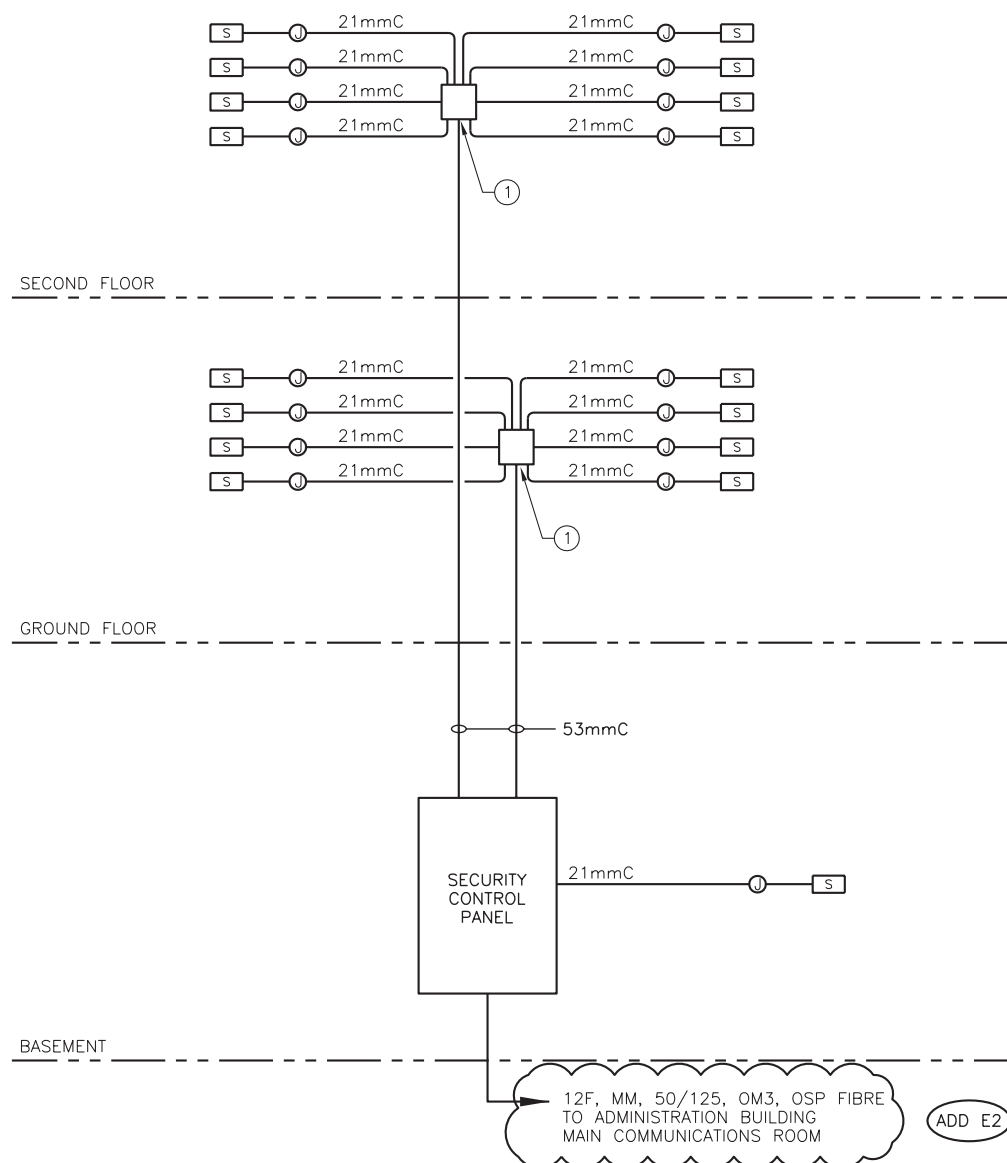 21mmC 21mmC
S J J S
21mmC 21mmC
S J J S
21mmC 21mmC
S J J S
21mmC 21mmC
S J J S
1
SECOND FLOOR
21mmC 21mmC
S J J S
21mmC 21mmC
S J J S
21mmC 21mmC
S J J S
21mmC 21mmC
S J J S
1
GROUND FLOOR
53mmC
SECURITY
CONTROL
PANEL
21mmC
J S
BASEMENT
12F, MM, 50/125, OM3, OSP FIBRE
TO ADMINISTRATION BUILDING
MAIN COMMUNICATIONS ROOM
ADD E2